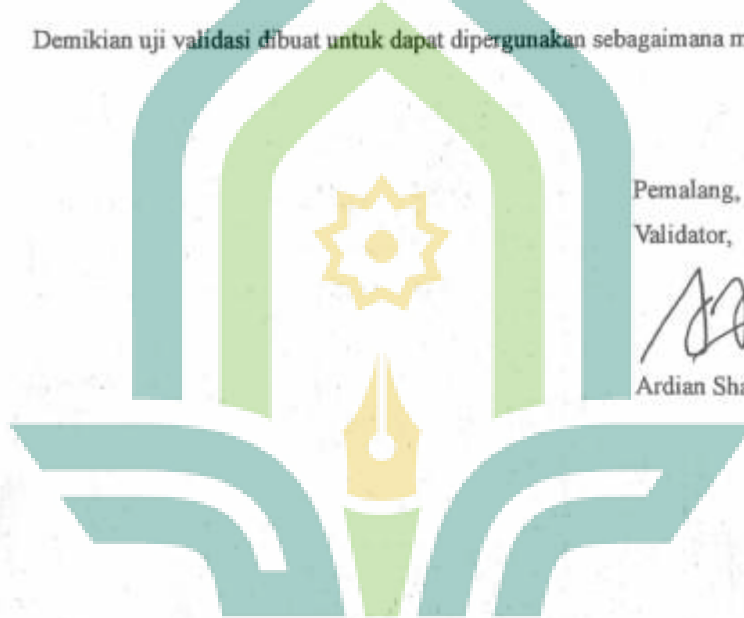 Demikian uji validasi dibuat untuk dapat dipergunakan sebagaimana m
Pemalang,
Validator,
Ardian Sha